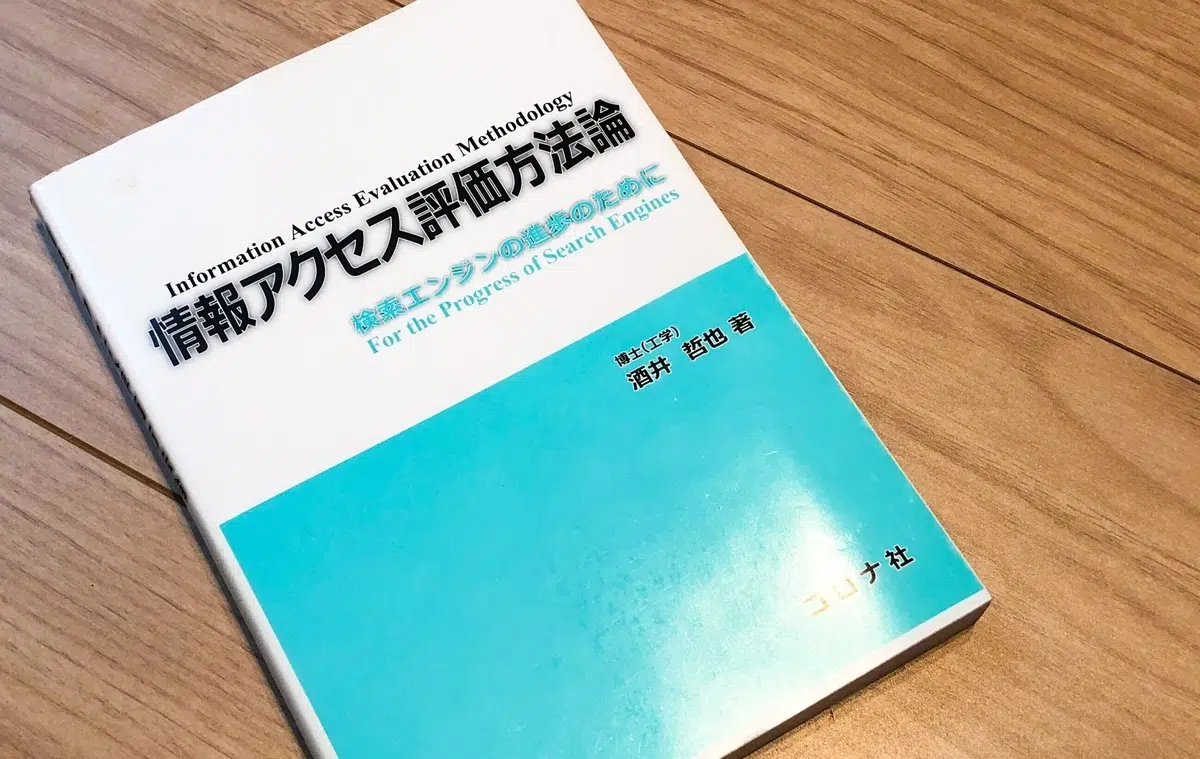 Information Access Evaluation Methodology
情報アクセス評価方法論
検索エンジンの進歩のために
For the Progress of Search Engines
博士(工学)
酒井 哲也 著
コロナ社